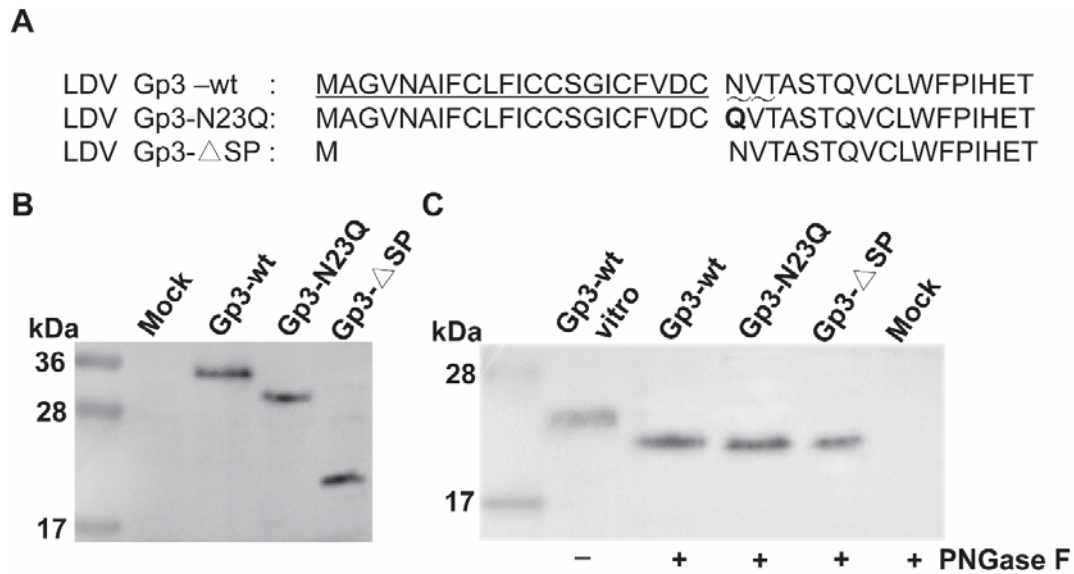 A
LDV Gp3 –wt : MAGVNAIFCLFICCSGICFVDC NVTASTQVCLWFPIHET
LDV Gp3-N23Q: MAGVNAIFCLFICCSGICFVDC QVTASTQVCLWFPIHET
LDV Gp3-△SP : M NVTASTQVCLWFPIHET
B
kDa
Mock
Gp3-wt
Gp3-N23Q
Gp3-△SP
36
28
17
C
kDa
Gp3-wt
vitro
Gp3-wt
Gp3-N23Q
Gp3-△SP
Mock
28
17
– + + + + PNGase F